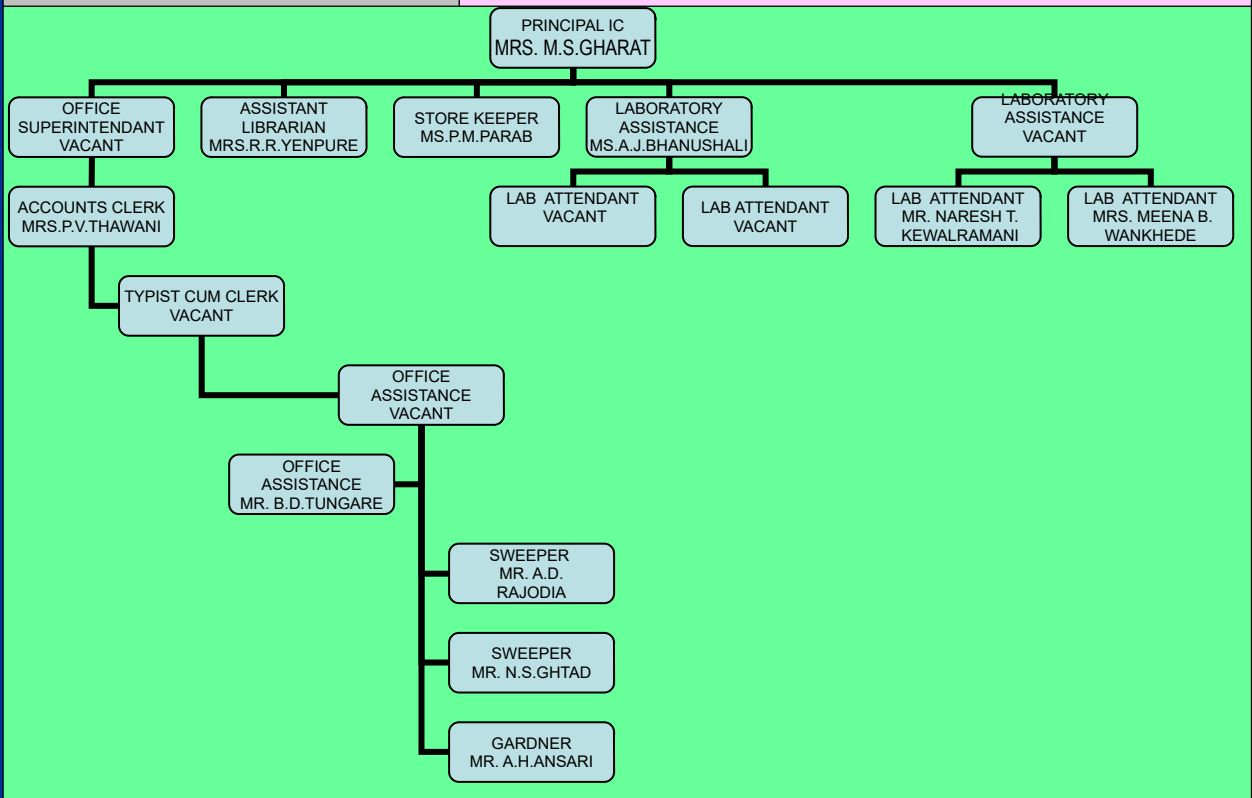 PRINCIPAL IC
MRS. M.S.GHARAT
OFFICE
SUPERINTENDANT
VACANT
ASSISTANT
LIBRARIAN
MRS.R.R.YENPURE
STORE KEEPER
MS.P.M.PARAB
LABORATORY
ASSISTANCE
MS.A.J.BHANUSHALI
LABORATORY
ASSISTANCE
VACANT
ACCOUNTS CLERK
MRS.P.V.THAWANI
LAB ATTENDANT
VACANT
LAB ATTENDANT
VACANT
LAB ATTENDANT
MR. NARESH T.
KEWALRAMANI
LAB ATTENDANT
MRS. MEENA B.
WANKHEDE
TYPIST CUM CLERK
VACANT
OFFICE
ASSISTANCE
VACANT
OFFICE
ASSISTANCE
MR. B.D.TUNGARE
SWEEPER
MR. A.D.
RAJODIA
SWEEPER
MR. N.S.GHTAD
GARDNER
MR. A.H.ANSARI